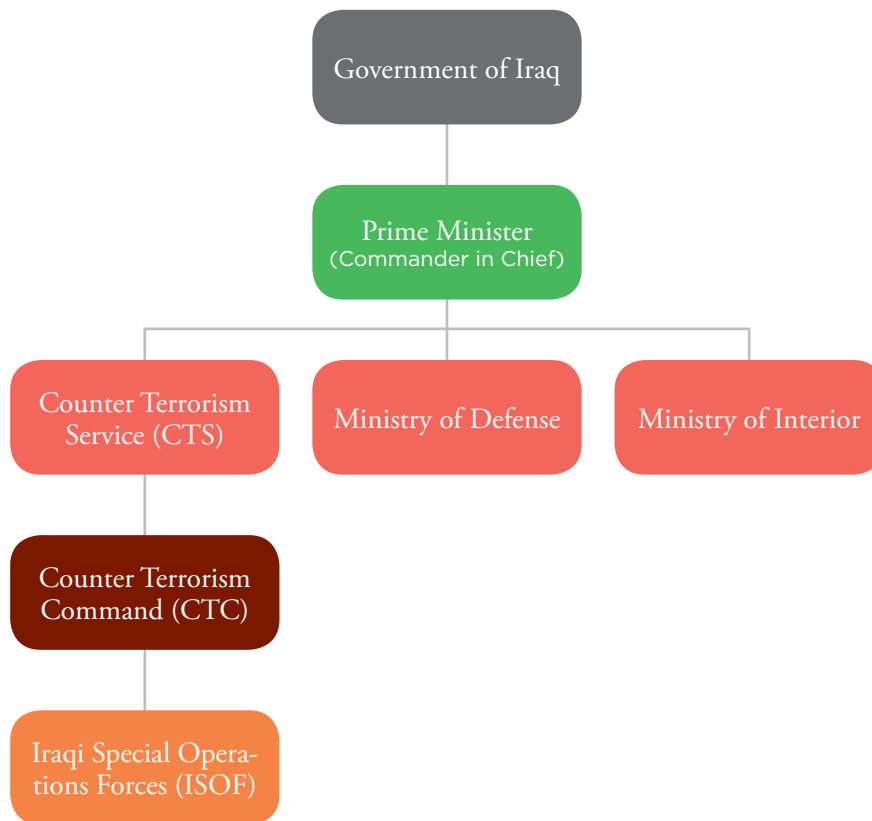 Government of Iraq
Prime Minister
(Commander in Chief)
Counter Terrorism
Service (CTS)
Ministry of Defense
Ministry of Interior
Counter Terrorism
Command (CTC)
Iraqi Special Opera-
tions Forces (ISOF)